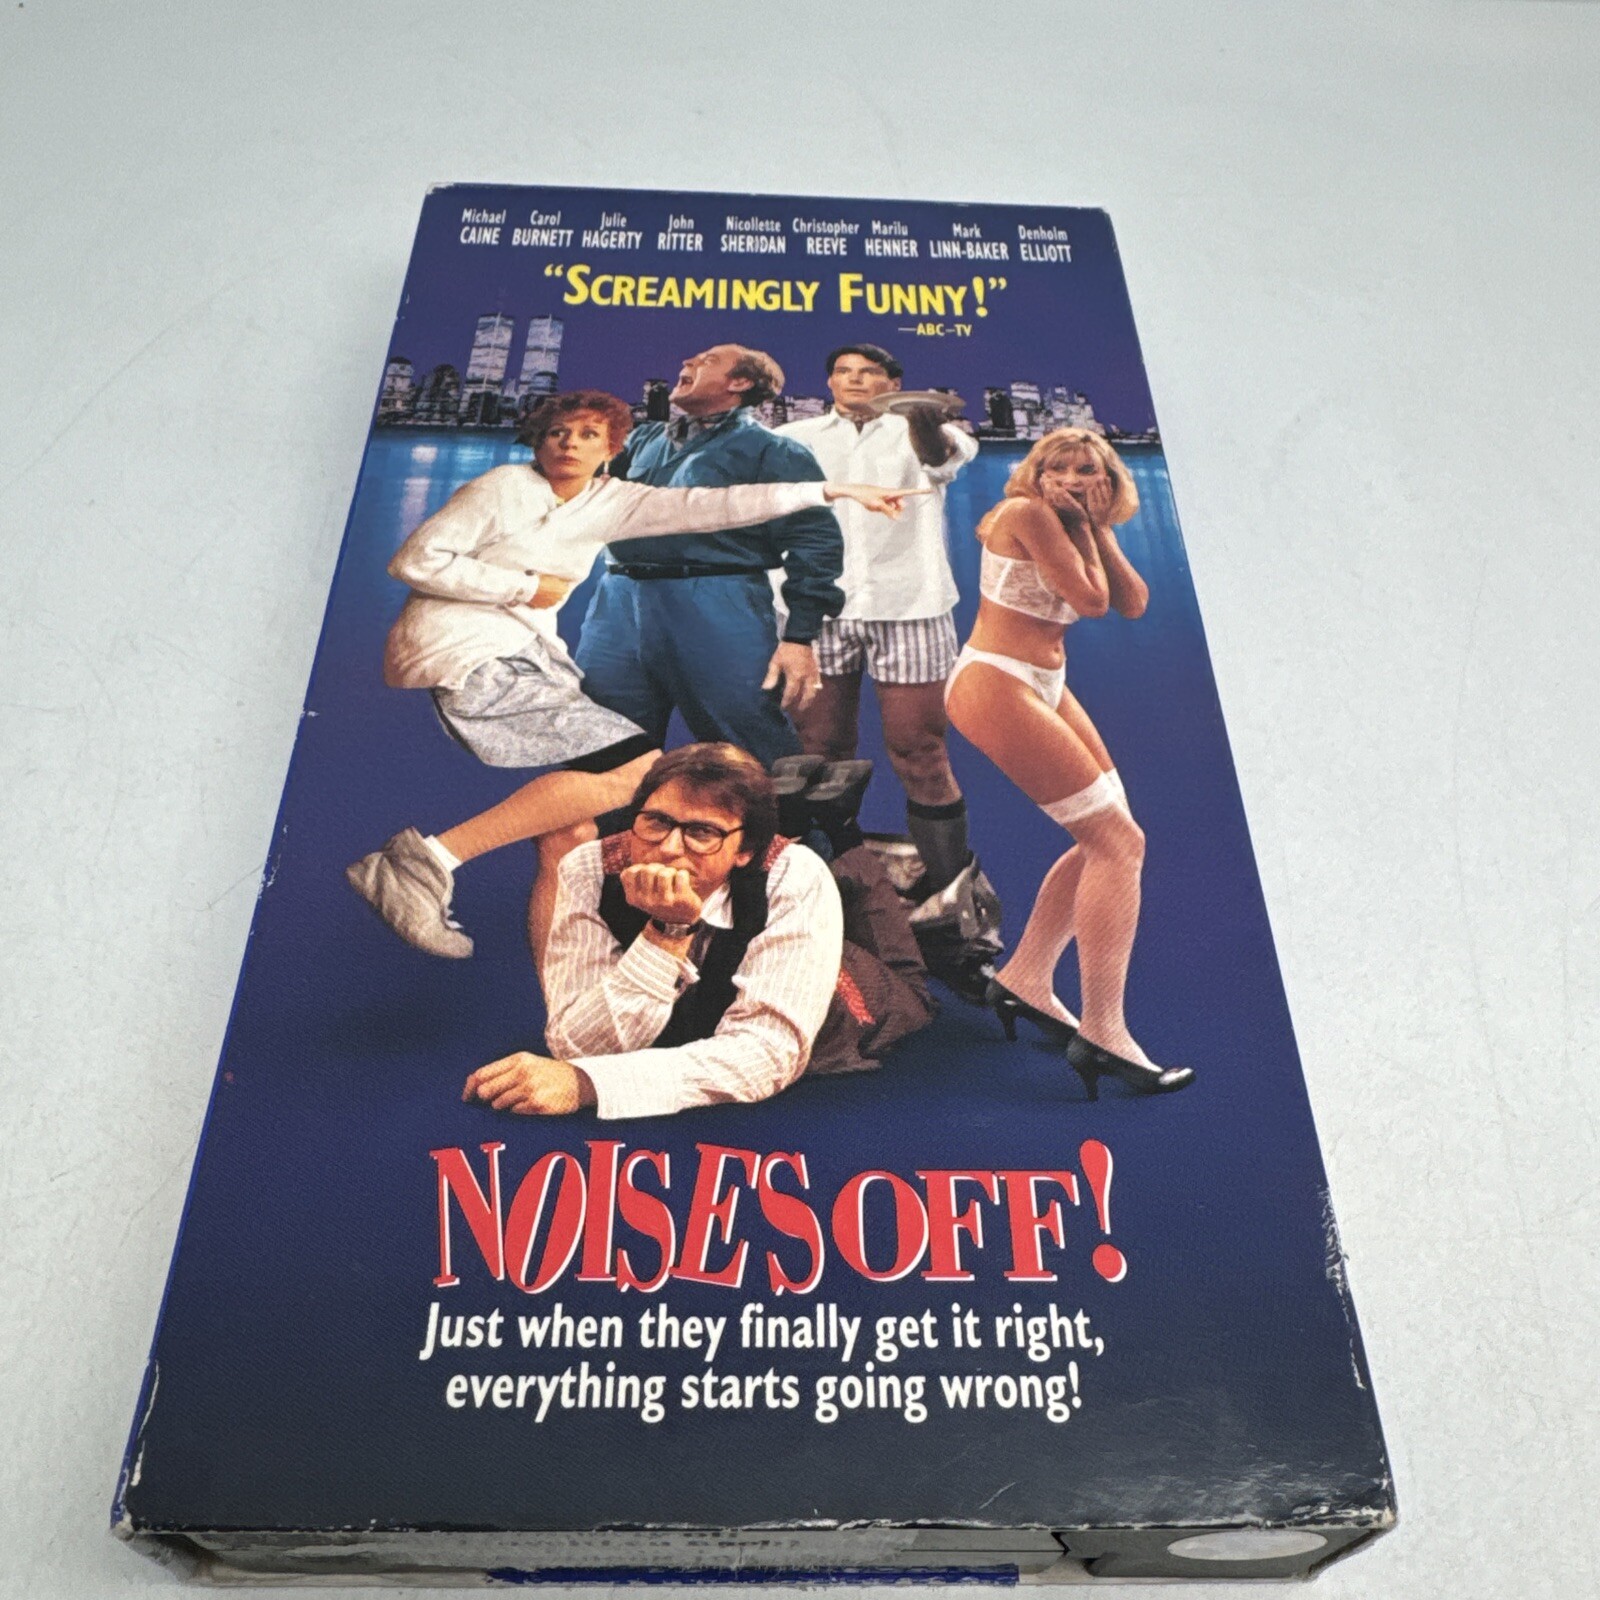 Michael Carol Julie John Nicollette Christopher Marilu Mark Denholm
CAINE BURNETT HAGERTY RITTER SHERIDAN REEVE HENNER LINN-BAKER ELLIOTT
“SCREAMINGLY FUNNY!”
—ABC–TV
NOISES OFF!
Just when they finally get it right,
everything starts going wrong!